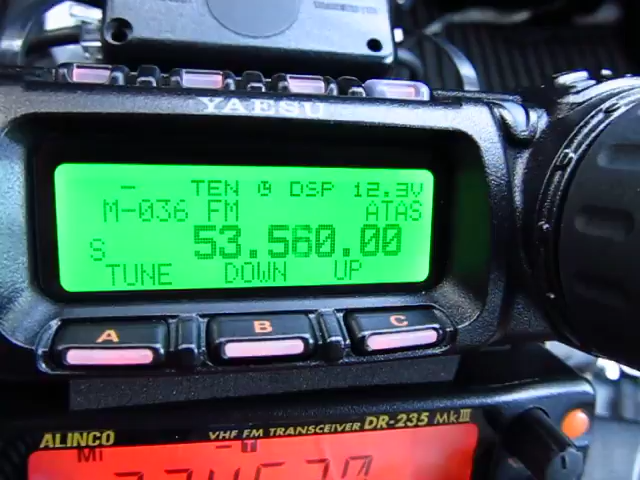 YAESU
– TEN DSP 12.3V
M-036 FM ATAS
S 53.560.00
TUNE DOWN UP
A B C
ALINCO VHF FM TRANSCEIVER DR-235 MkIII
– T
M1